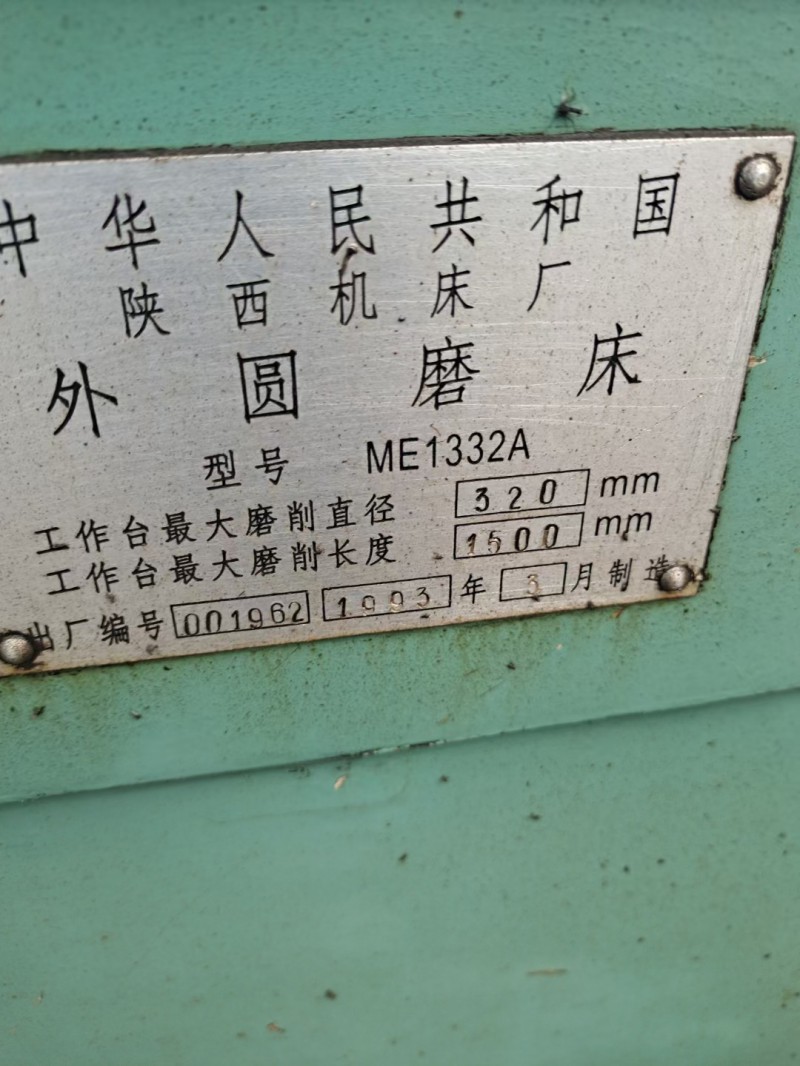 中华人民共和国
陕西机床厂
外圆磨床
型号 ME1332A
工作台最大磨削直径 320 mm
工作台最大磨削长度 1500 mm
出厂编号 001962 1993 年 3 月制造